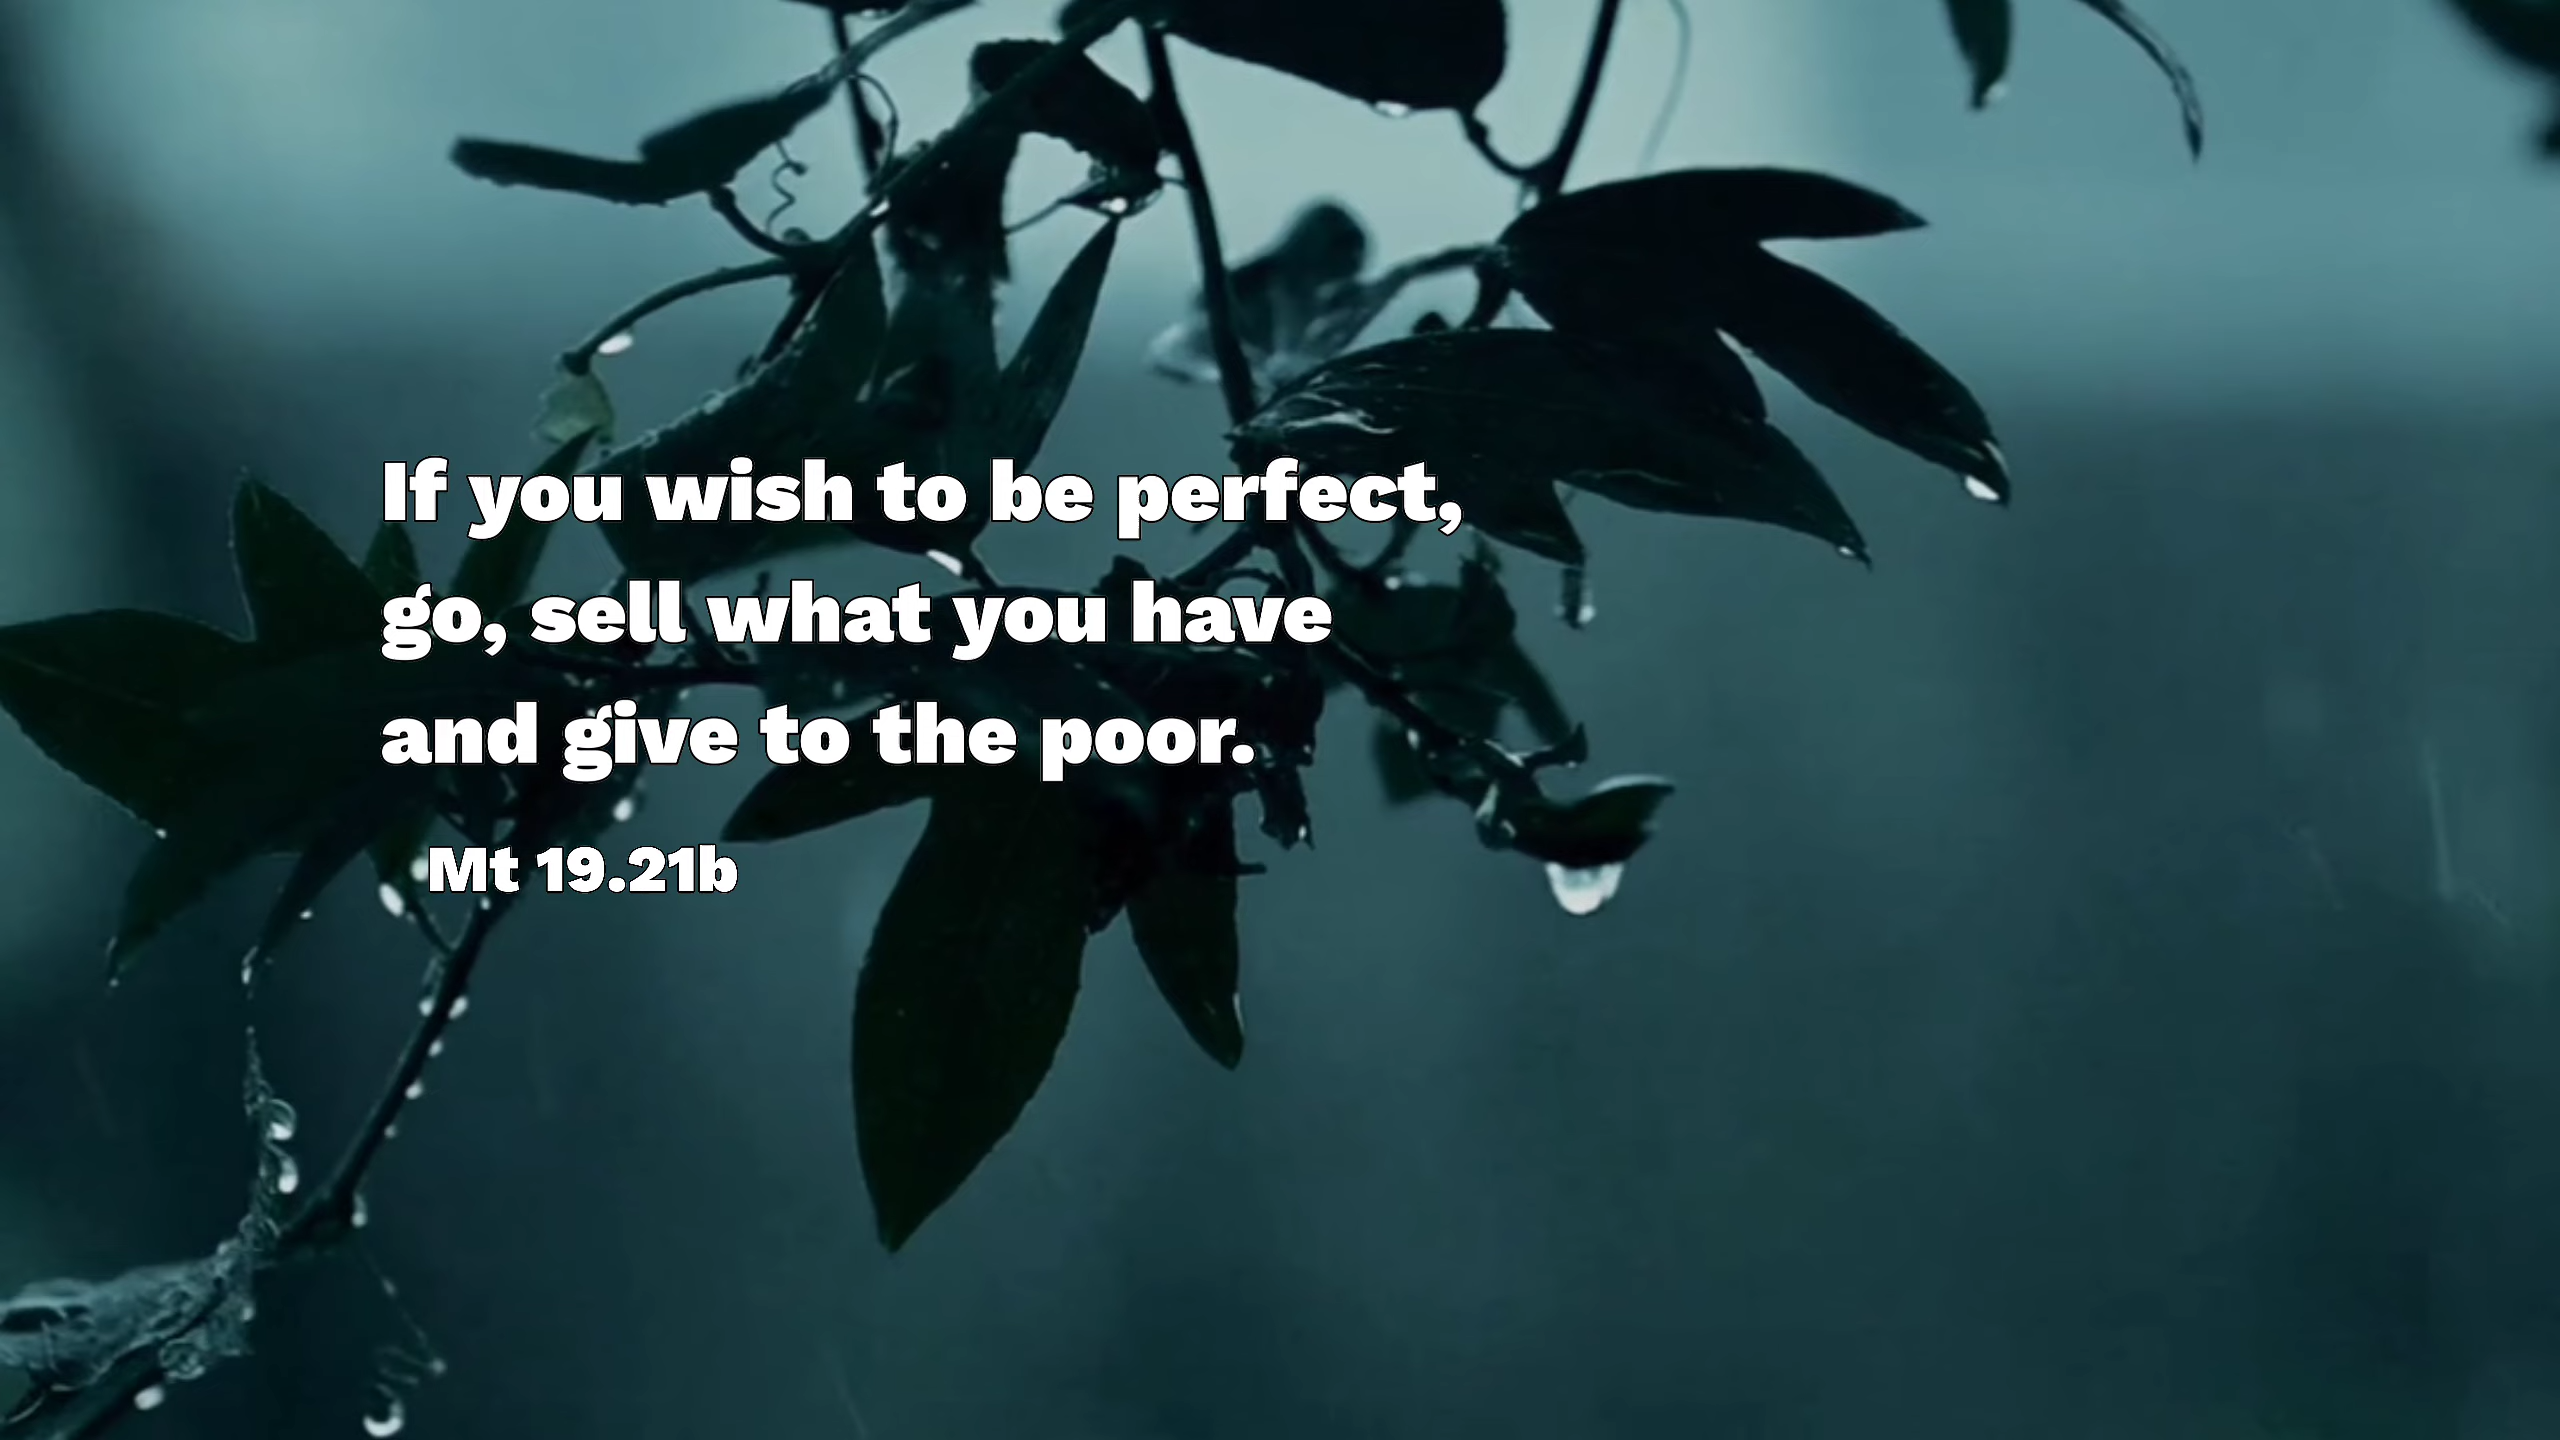 If you wish to be perfect,
go, sell what you have
and give to the poor.
Mt 19.21b